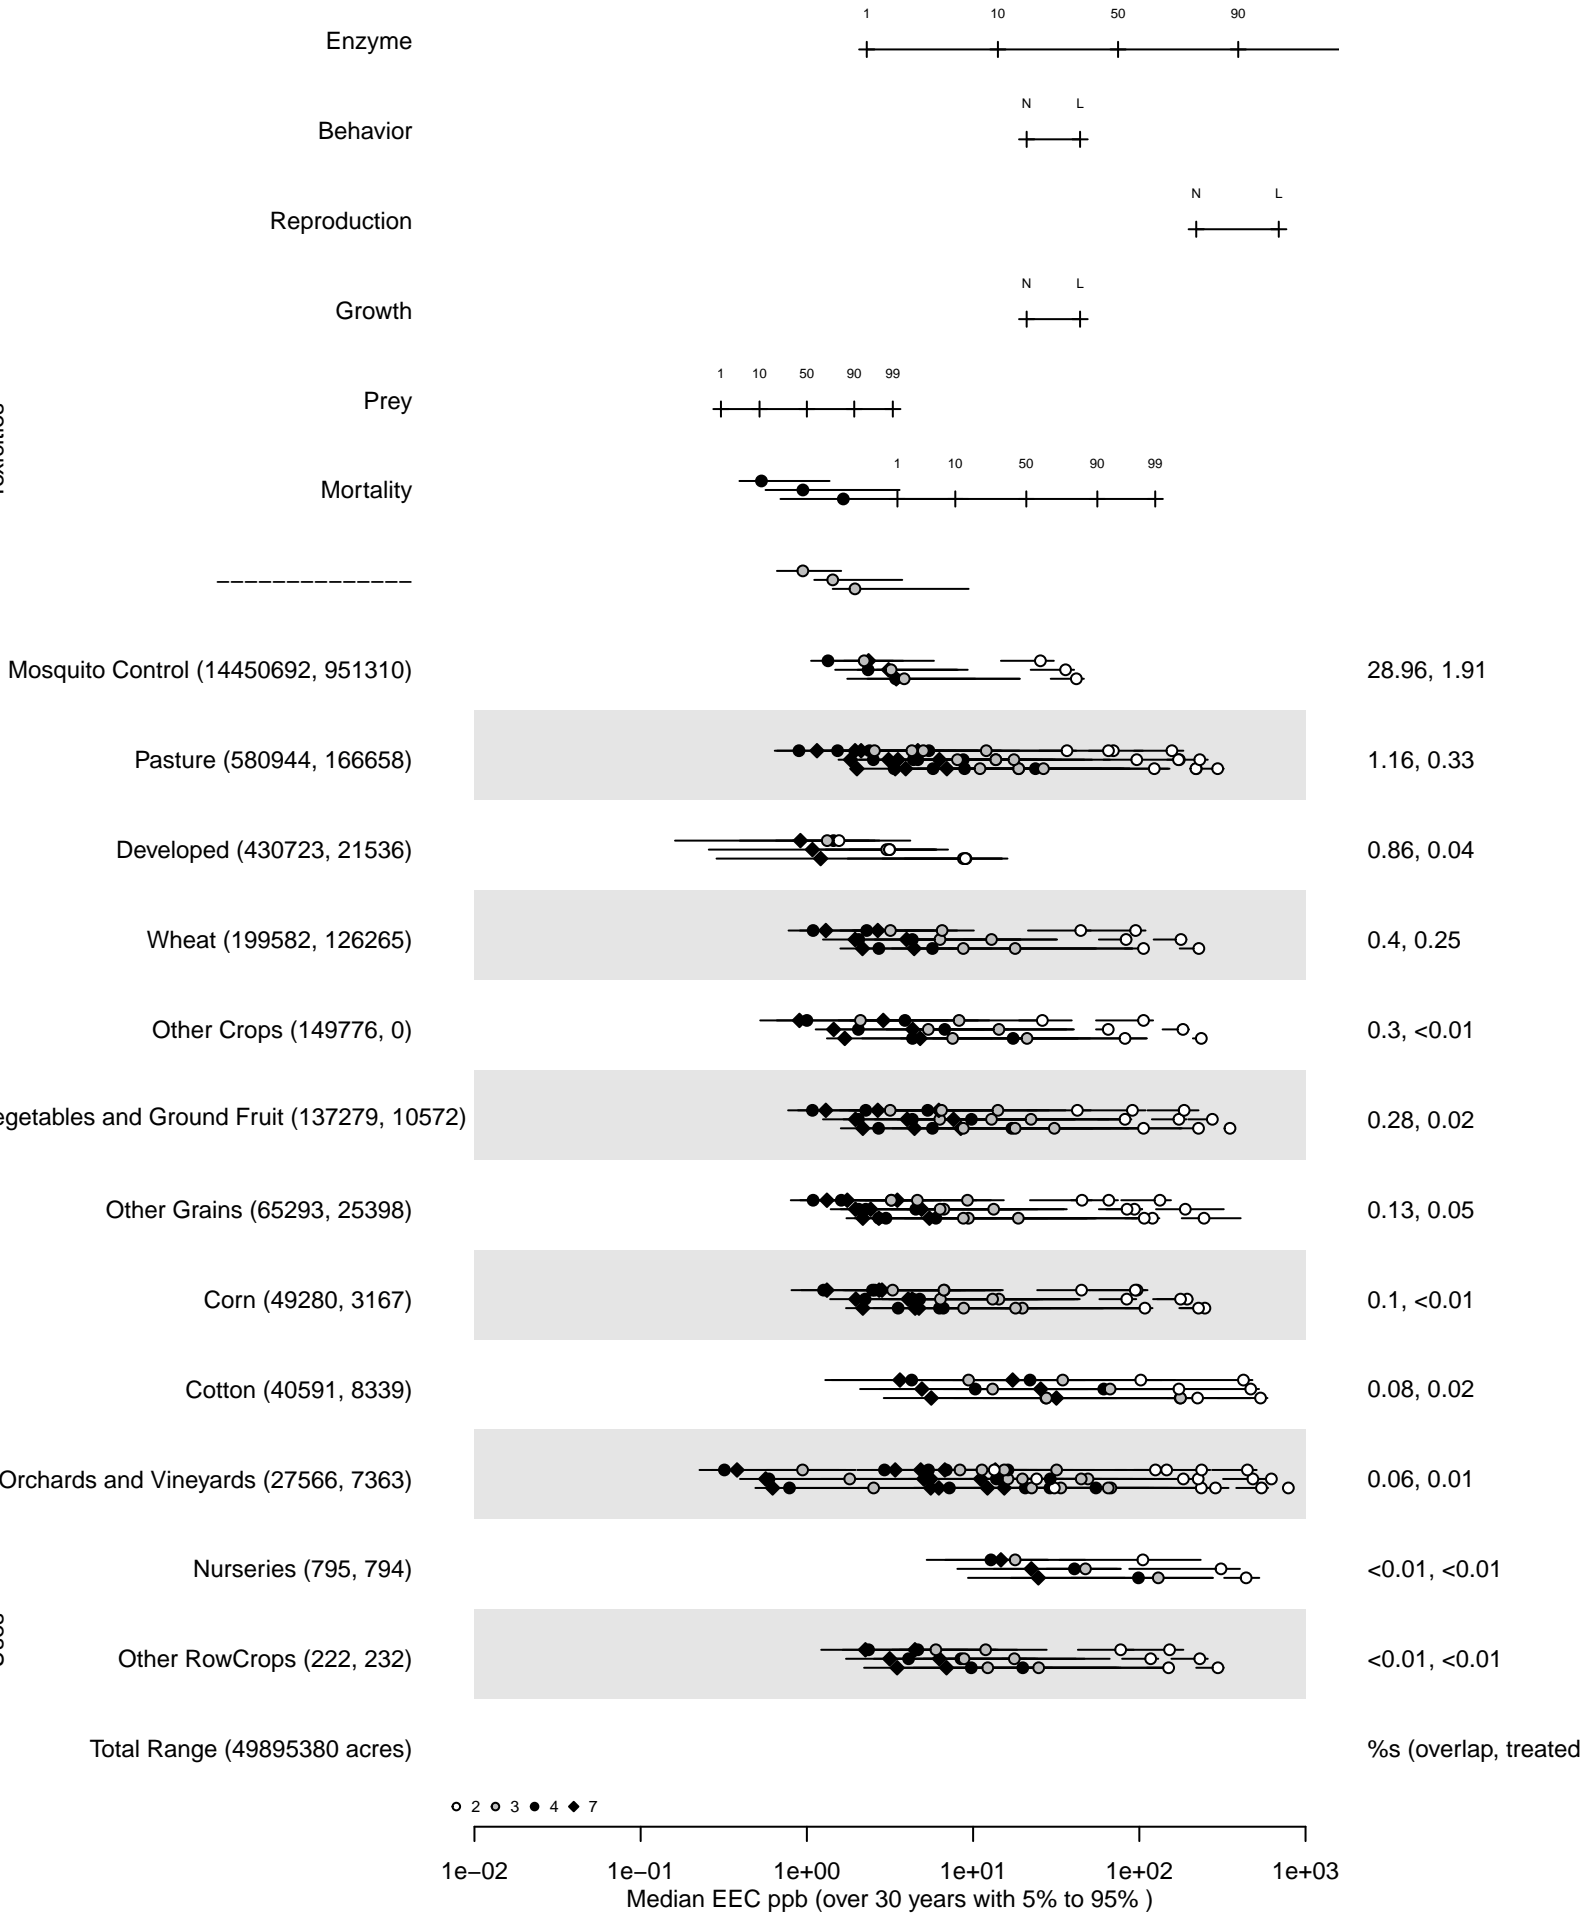 1 10 50 90
Enzyme
N L
Behavior
N L
Reproduction
N L
Growth
1 10 50 90 99
Prey
1 10 50 90 99
Mortality
−−−−−−−−−−−−−−
Mosquito Control (14450692, 951310) 28.96, 1.91
Pasture (580944, 166658) 1.16, 0.33
Developed (430723, 21536) 0.86, 0.04
Wheat (199582, 126265) 0.4, 0.25
Other Crops (149776, 0) 0.3, <0.01
egetables and Ground Fruit (137279, 10572) 0.28, 0.02
Other Grains (65293, 25398) 0.13, 0.05
Corn (49280, 3167) 0.1, <0.01
Cotton (40591, 8339) 0.08, 0.02
Orchards and Vineyards (27566, 7363) 0.06, 0.01
Nurseries (795, 794) <0.01, <0.01
Other RowCrops (222, 232) <0.01, <0.01
Total Range (49895380 acres) %s (overlap, treated
2 3 4 7
1e−02 1e−01 1e+00 1e+01 1e+02 1e+03
Median EEC ppb (over 30 years with 5% to 95% )